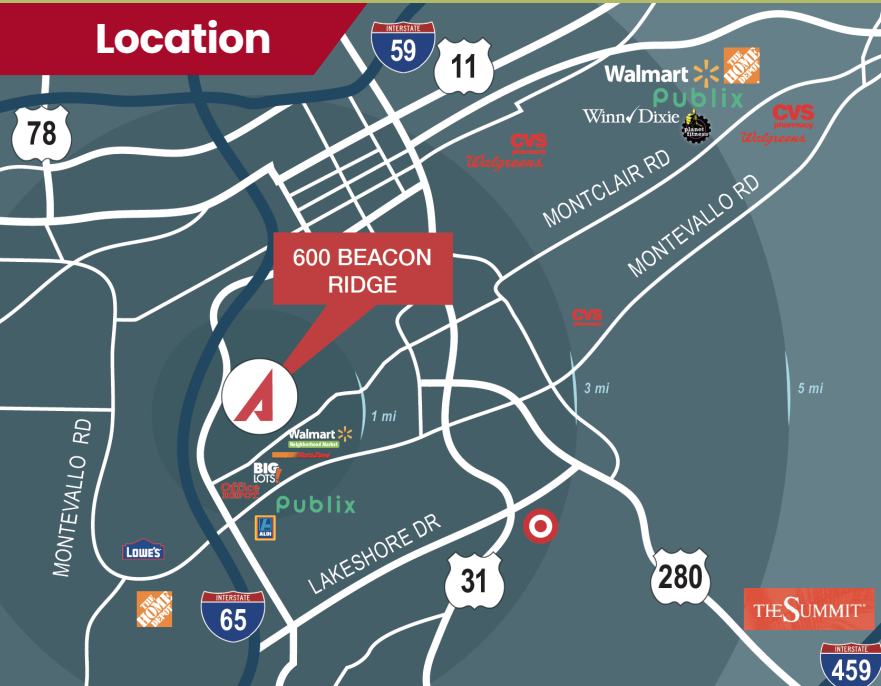 Location
INTERSTATE
59
11
78
Walmart
THE HOME DEPOT
Publix
Winn Dixie
planet fitness
CVS
pharmacy
Walgreens
CVS
pharmacy
Walgreens
MONTCLAIR RD
MONTEVALLO RD
600 BEACON
RIDGE
CVS
pharmacy
1 mi
3 mi
5 mi
MONTEVALLO RD
Walmart
Neighborhood Market
BIG
LOTS!
Office
DEPOT
Publix
ALDI
LOWE'S
THE HOME DEPOT
LAKESHORE DR
INTERSTATE
65
31
280
THE SUMMIT
INTERSTATE
459